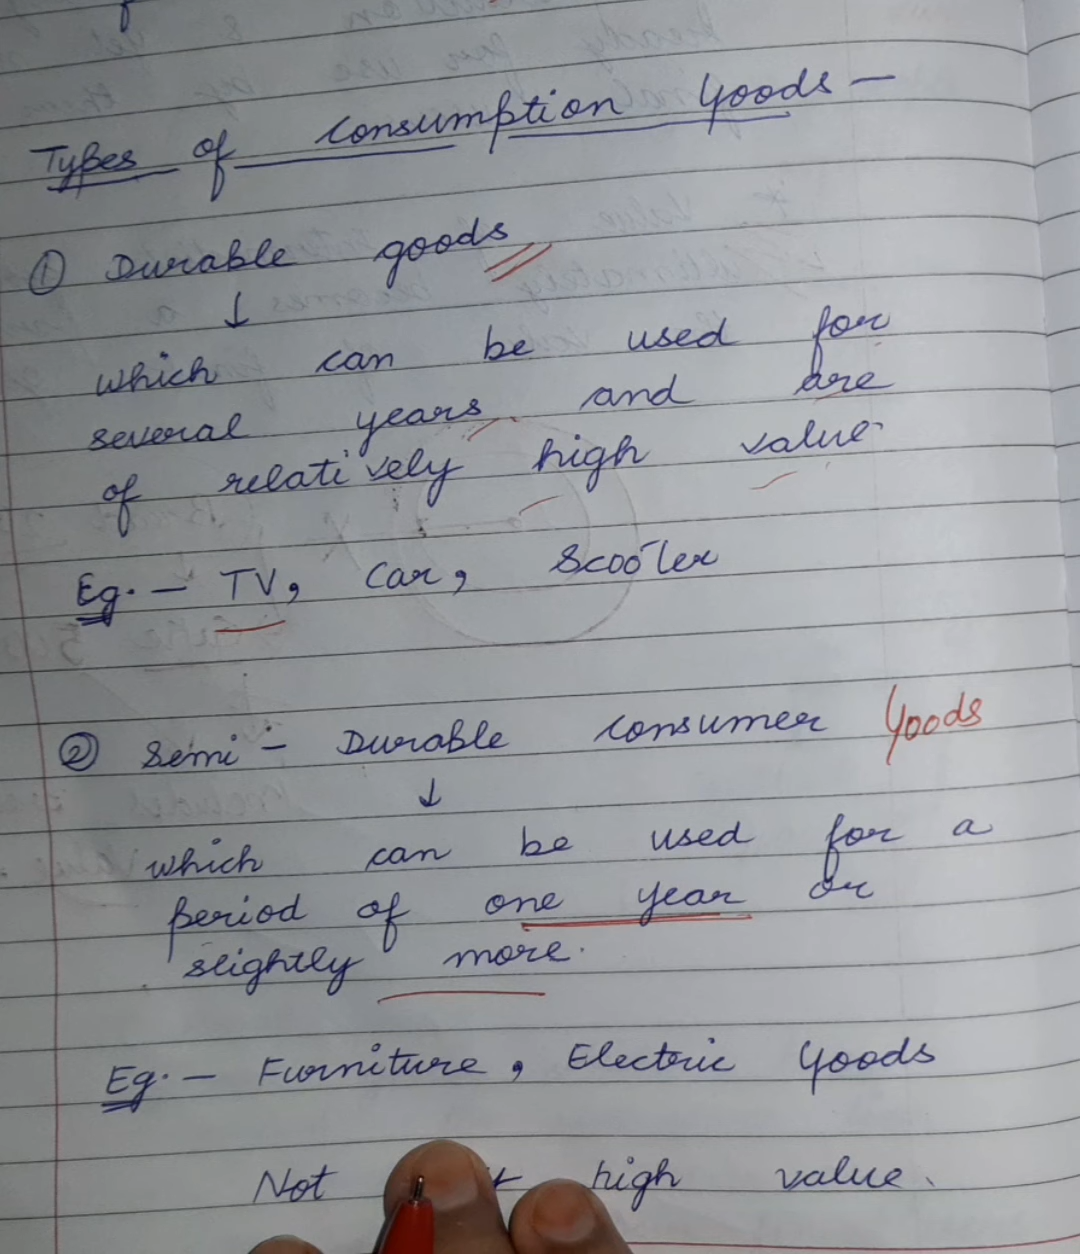 Types of consumption Goods —
① Durable goods
↓
which can be used for
several years and are
of relatively high value
Eg. — TV, Car, Scooter
② Semi - Durable consumer Goods
↓
which can be used for a
period of one year or
slightly more.
Eg. — Furniture, Electric Goods
Not high value.